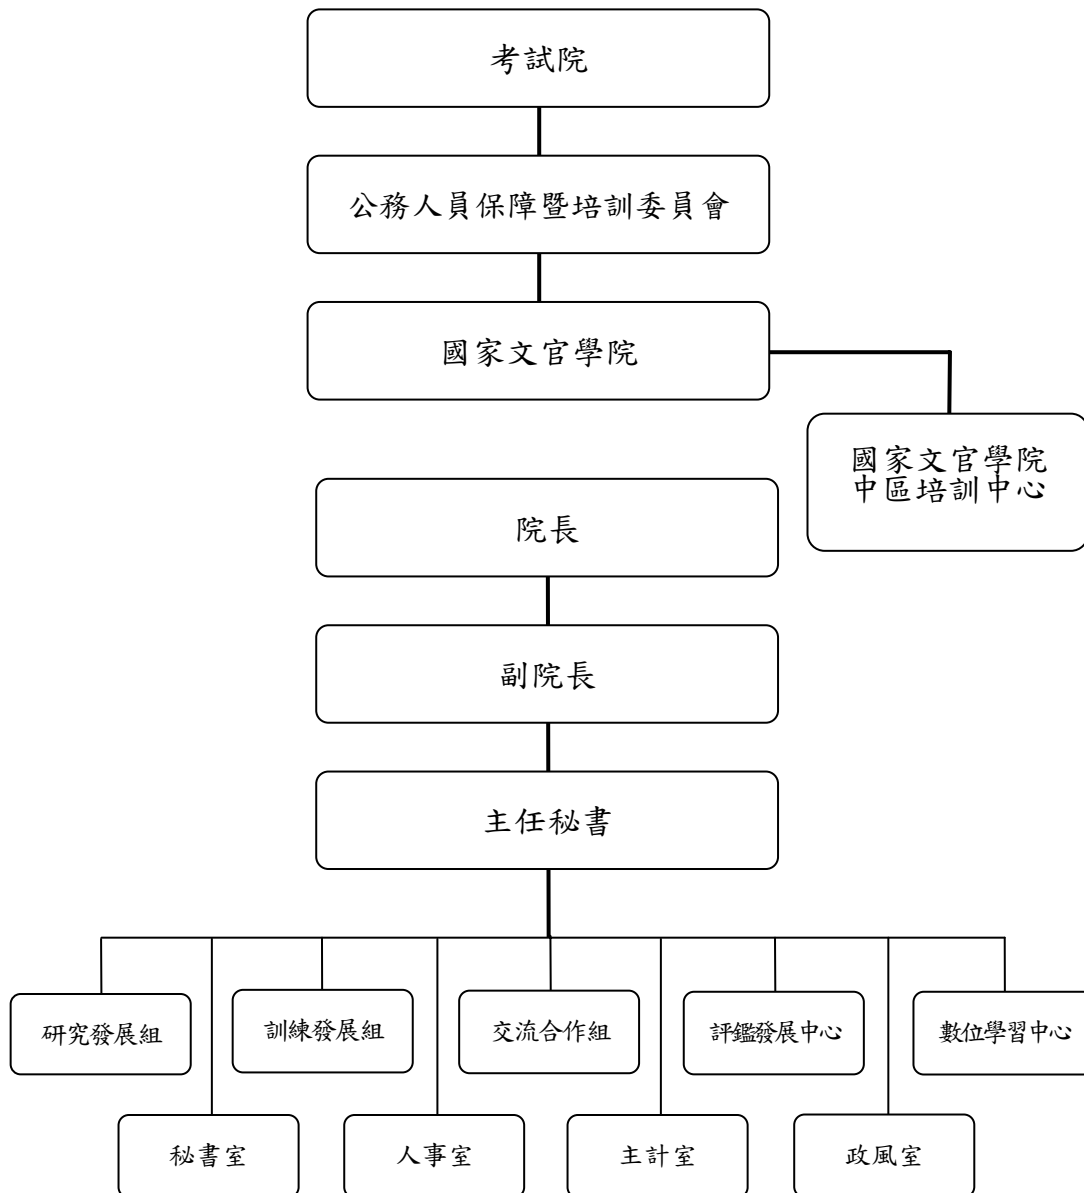 考試院
公務人員保障暨培訓委員會
國家文官學院
國家文官學院
中區培訓中心
院長
副院長
主任秘書
研究發展組
訓練發展組
交流合作組
評鑑發展中心
數位學習中心
秘書室
人事室
主計室
政風室